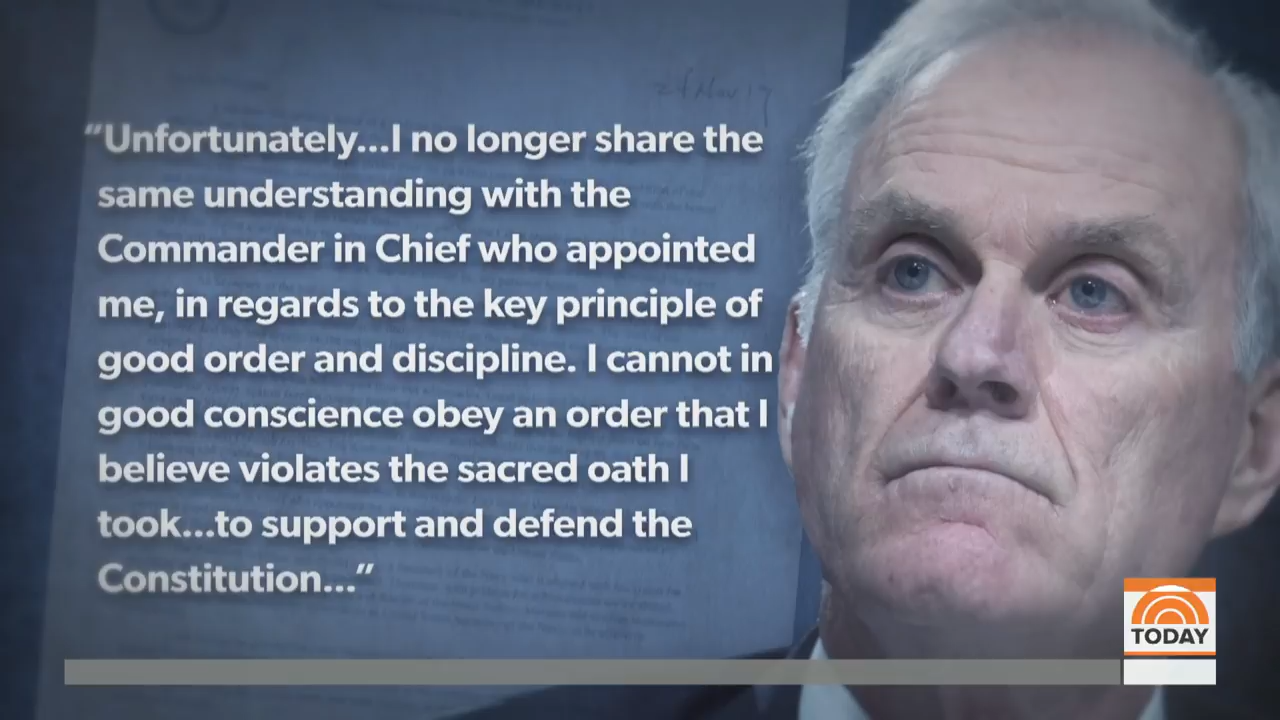 “Unfortunately...I no longer share the
same understanding with the
Commander in Chief who appointed
me, in regards to the key principle of
good order and discipline. I cannot in
good conscience obey an order that I
believe violates the sacred oath I
took...to support and defend the
Constitution...”
TODAY